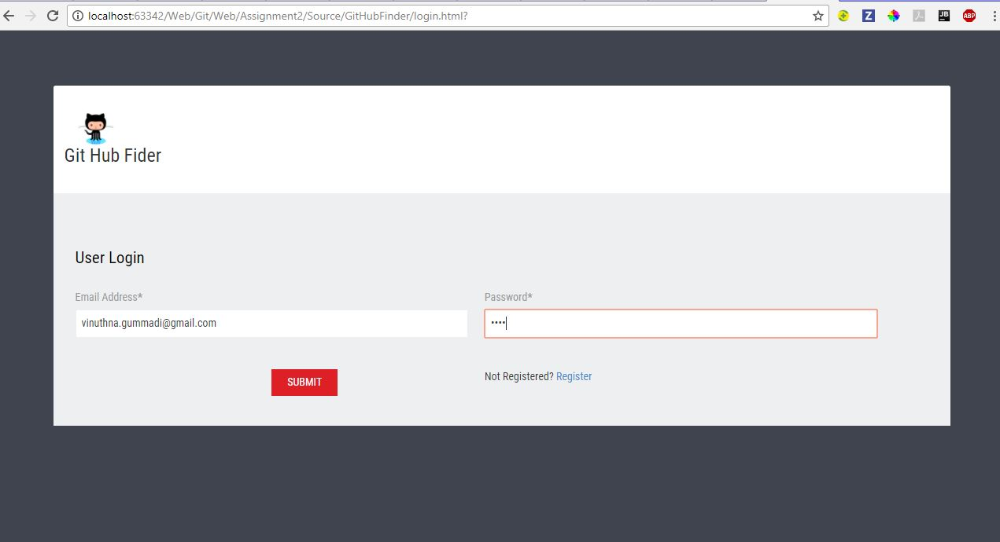 localhost:63342/Web/Git/Web/Assignment2/Source/GitHubFinder/login.html?
Z
JB
ABP
Git Hub Fider
User Login
Email Address*
Password*
vinuthna.gummadi@gmail.com
••••
SUBMIT
Not Registered? Register